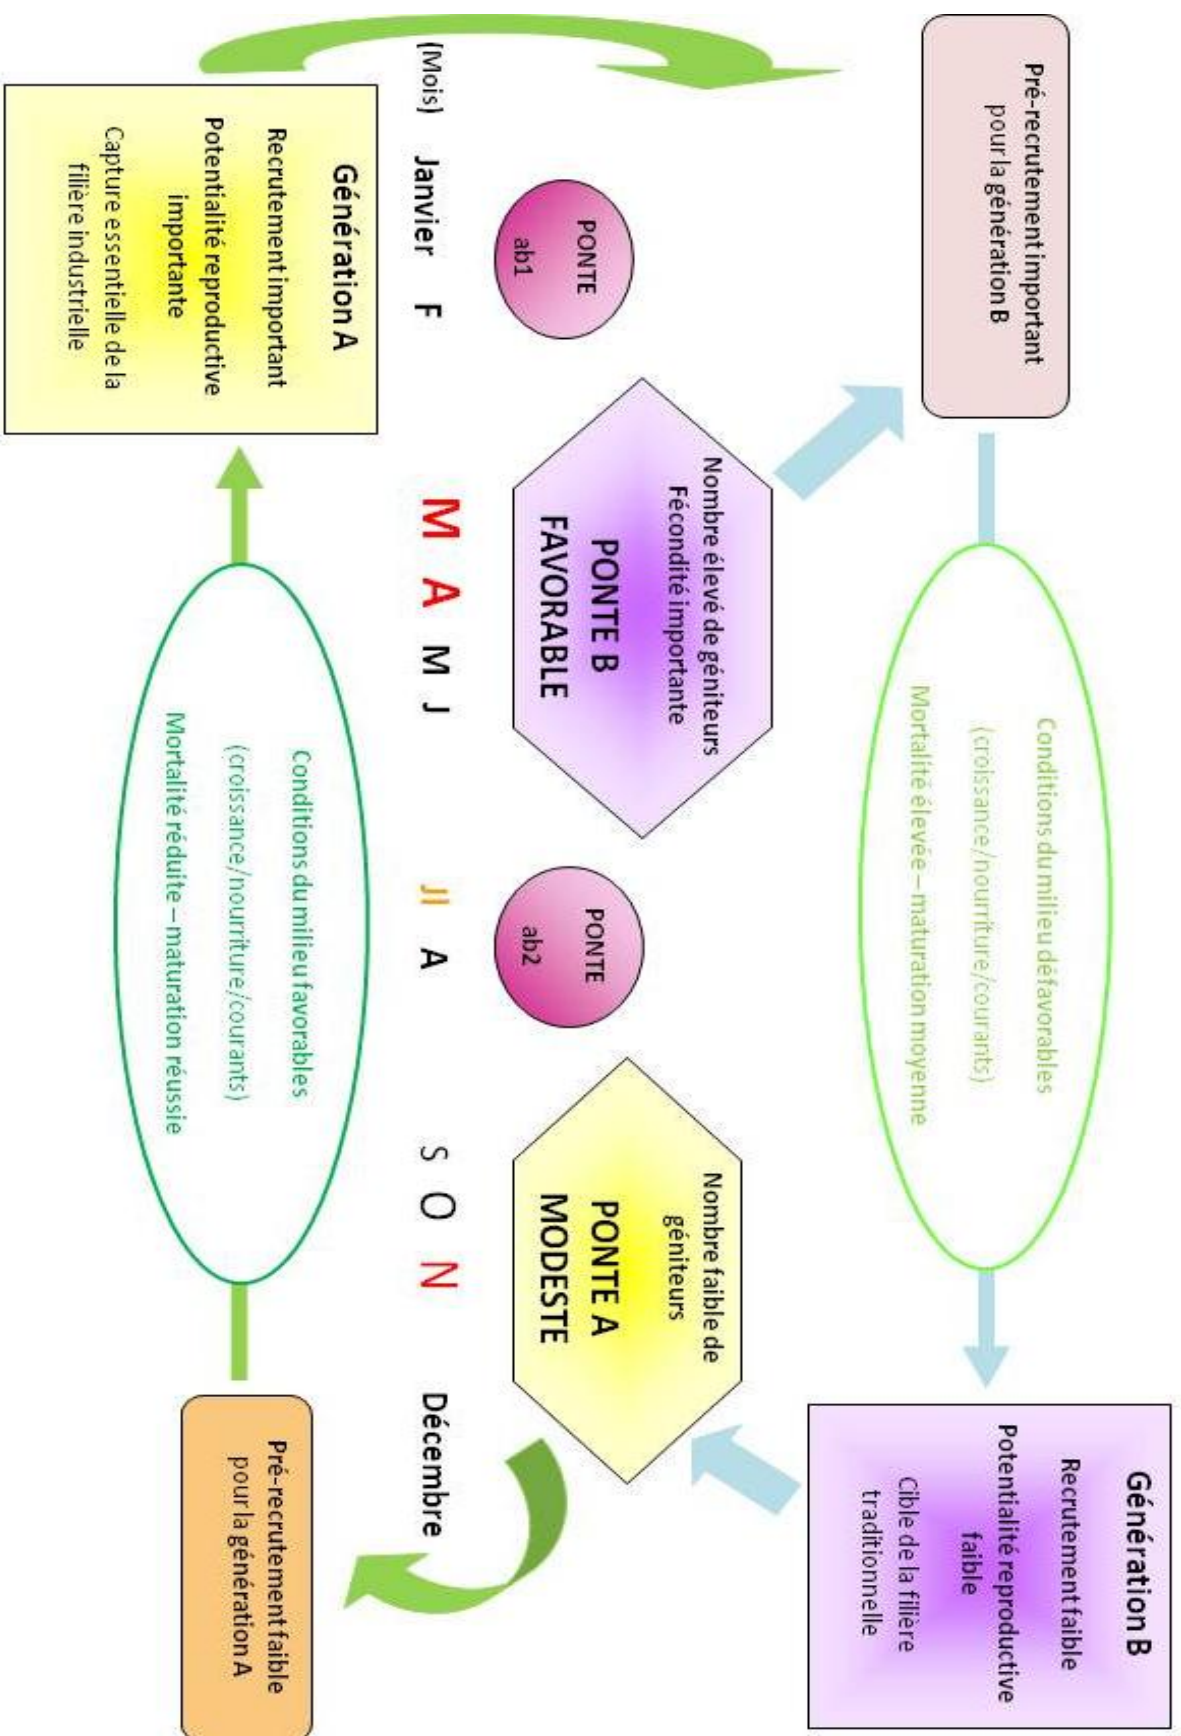 Pré-recrutement important
pour la génération B
Conditions du milieu défavorables
(croissance/nourriture/courants)
Mortalité élevée – maturation moyenne
Génération B
Recrutement faible
Potentialité reproductive
faible
Cible de la filière
traditionnelle
PONTE
ab1
Nombre élevé de géniteurs
Fécondité importante
PONTE B
FAVORABLE
PONTE
ab2
Nombre faible de
géniteurs
PONTE A
MODESTE
(Mois) Janvier F M A M J Jl A S O N Décembre
Génération A
Recrutement important
Potentialité reproductive
importante
Capture essentielle de la
filière industrielle
Conditions du milieu favorables
(croissance/nourriture/courants)
Mortalité réduite – maturation réussie
Pré-recrutement faible
pour la génération A